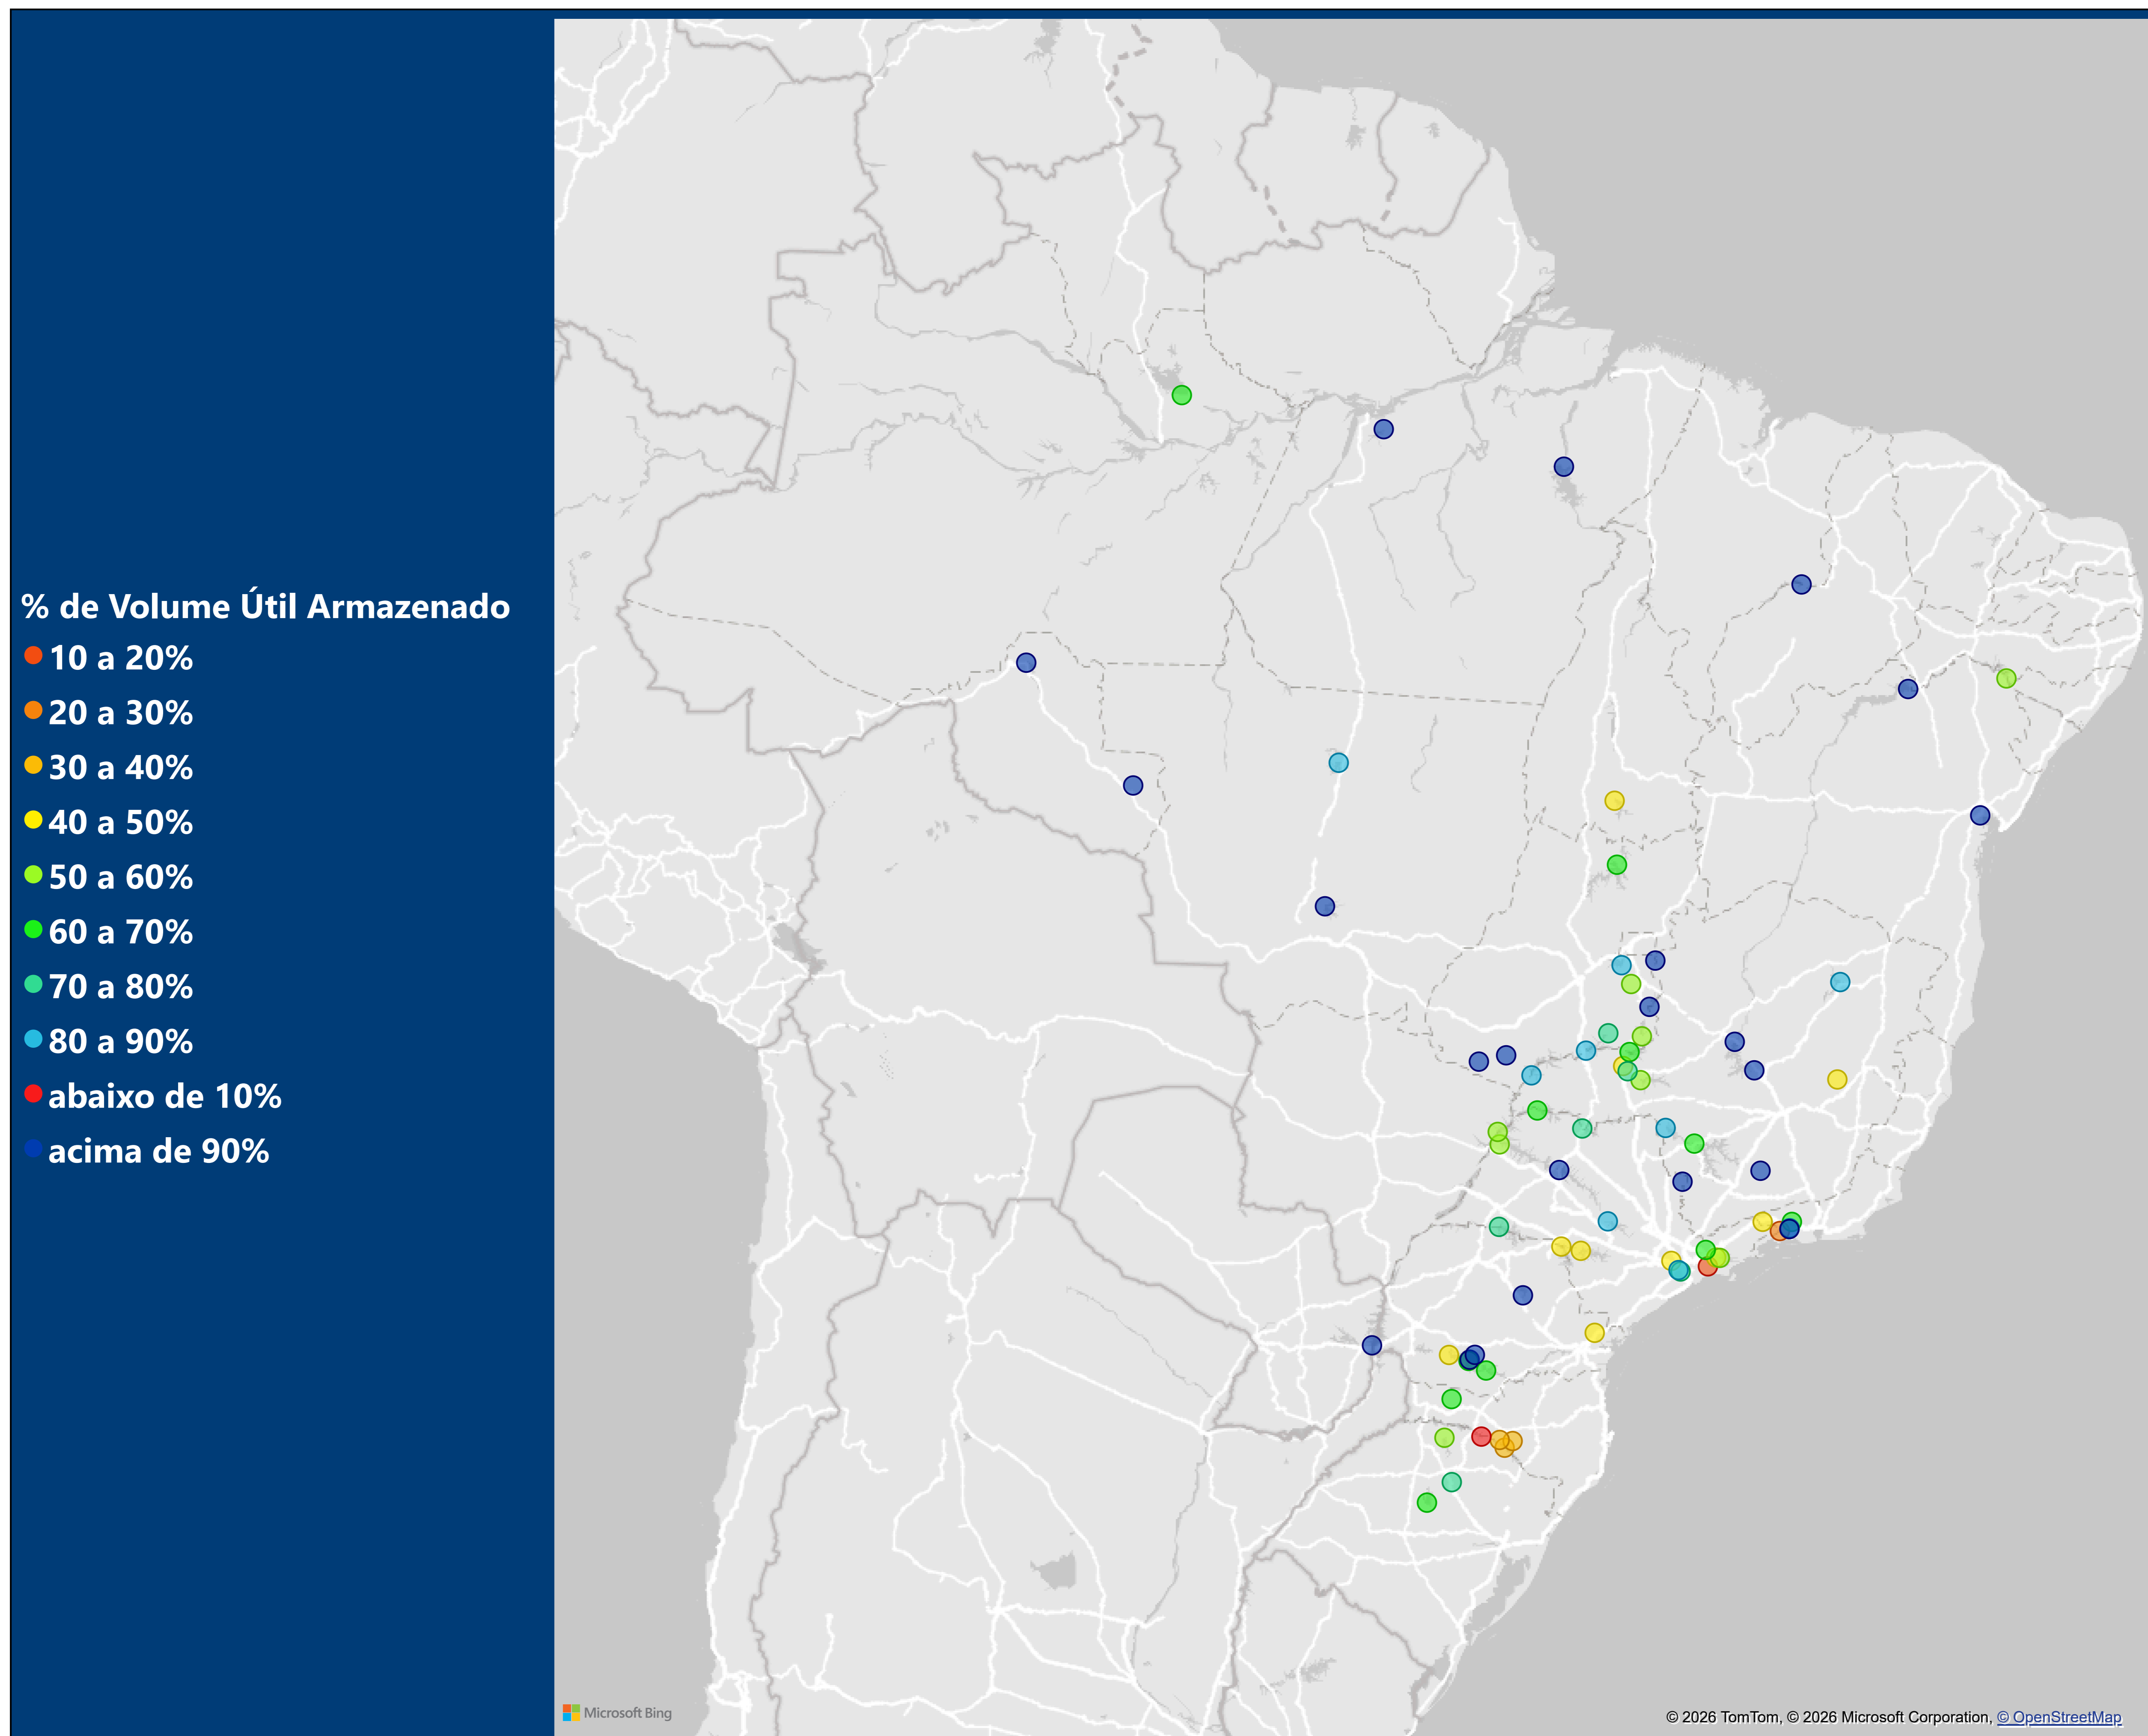 % de Volume Útil Armazenado
10 a 20%
20 a 30%
30 a 40%
40 a 50%
50 a 60%
60 a 70%
70 a 80%
80 a 90%
abaixo de 10%
acima de 90%
Microsoft Bing
© 2026 TomTom, © 2026 Microsoft Corporation, © OpenStreetMap